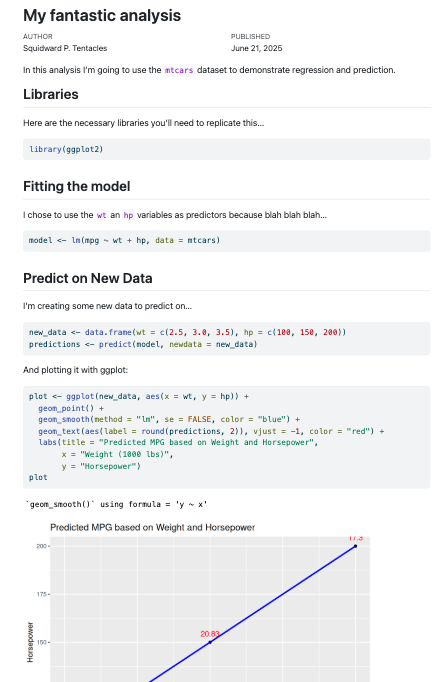 My fantastic analysis
AUTHOR PUBLISHED
Squidward P. Tentacles June 21, 2025
In this analysis I'm going to use the mtcars dataset to demonstrate regression and prediction.
Libraries
Here are the necessary libraries you'll need to replicate this...
library(ggplot2)
Fitting the model
I chose to use the wt an hp variables as predictors because blah blah blah...
model <- lm(mpg ~ wt + hp, data = mtcars)
Predict on New Data
I'm creating some new data to predict on...
new_data <- data.frame(wt = c(2.5, 3.0, 3.5), hp = c(100, 150, 200))
predictions <- predict(model, newdata = new_data)
And plotting it with ggplot:
plot <- ggplot(new_data, aes(x = wt, y = hp)) +
  geom_point() +
  geom_smooth(method = "lm", se = FALSE, color = "blue") +
  geom_text(aes(label = round(predictions, 2)), vjust = -1, color = "red") +
  labs(title = "Predicted MPG based on Weight and Horsepower",
       x = "Weight (1000 lbs)",
       y = "Horsepower")
plot
`geom_smooth()` using formula = 'y ~ x'
Predicted MPG based on Weight and Horsepower
17.3
200
175
20.83
150
Horsepower